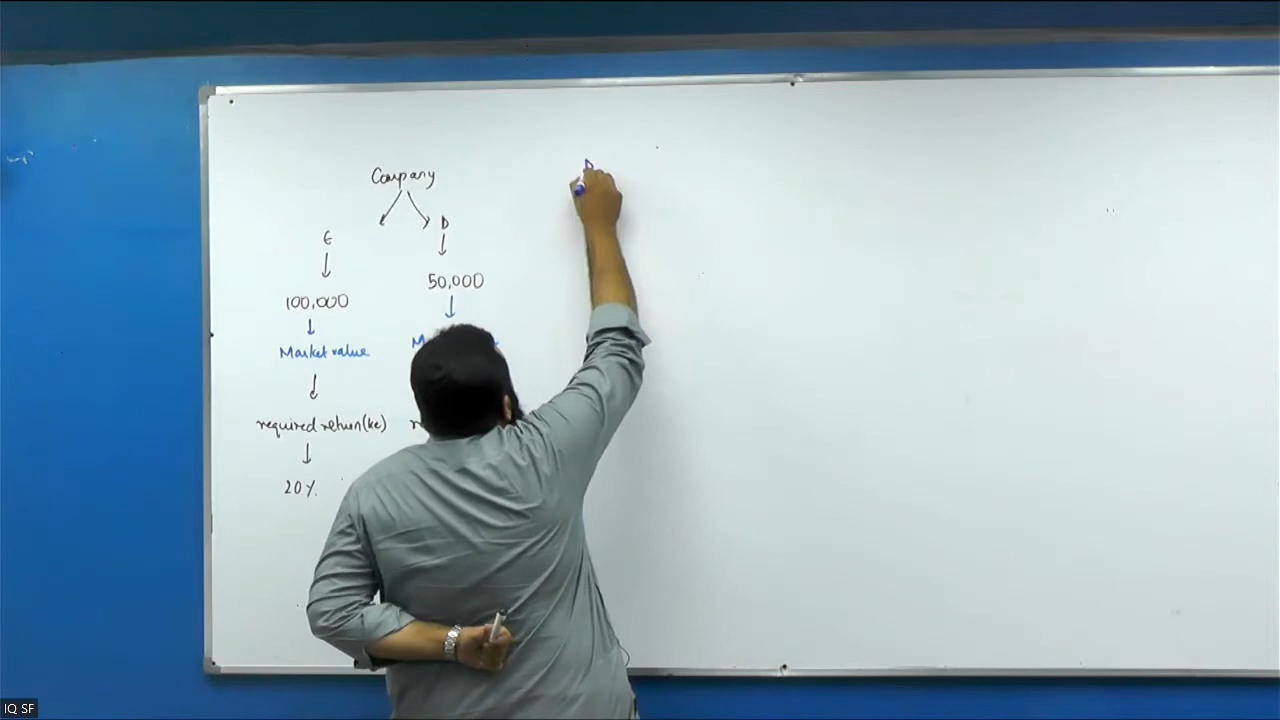 Company
E D
50,000
100,000
Market value
required return (ke)
20%
IQ SF